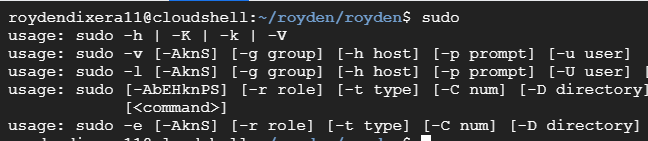 roydendixera11@cloudshell:~/royden/royden$ sudo
usage: sudo -h | -K | -k | -V
usage: sudo -v [-AknS] [-g group] [-h host] [-p prompt] [-u user]
usage: sudo -l [-AknS] [-g group] [-h host] [-p prompt] [-U user] [
usage: sudo [-AbEHknPS] [-r role] [-t type] [-C num] [-D directory]
[<command>]
usage: sudo -e [-AknS] [-r role] [-t type] [-C num] [-D directory]